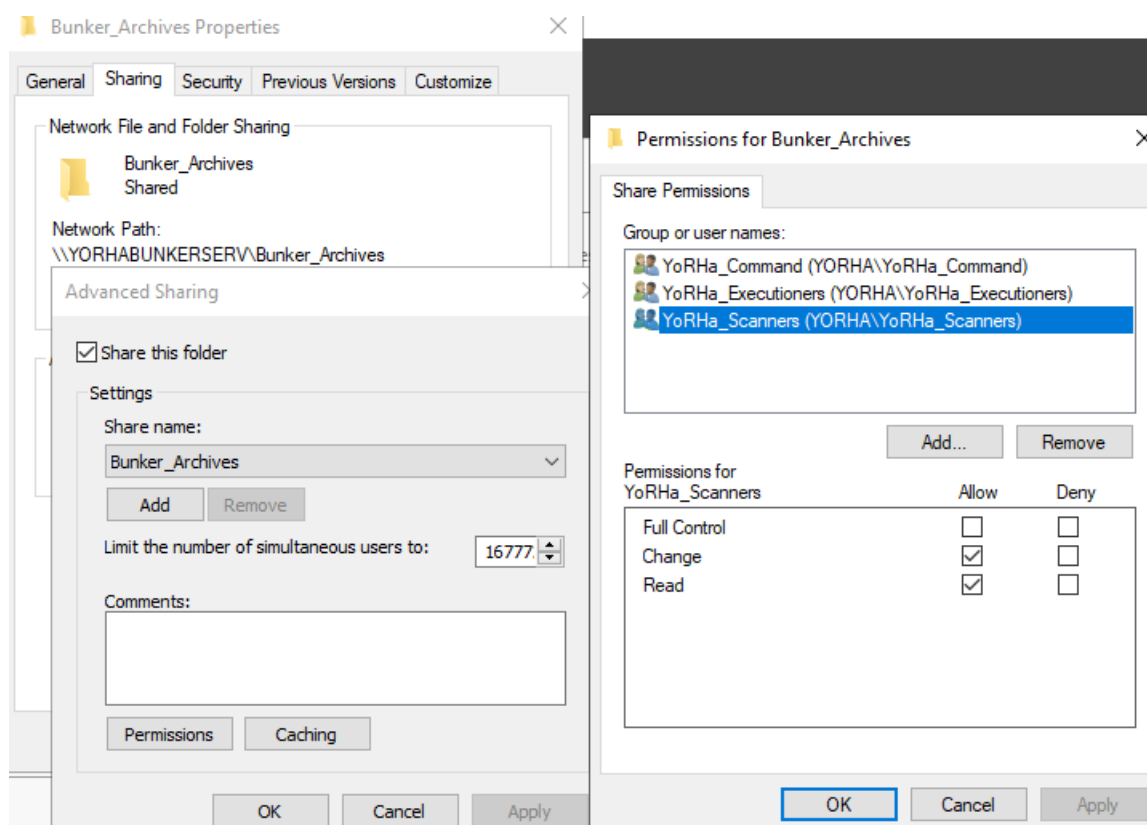 Bunker_Archives Properties
General Sharing Security Previous Versions Customize
Network File and Folder Sharing
Bunker_Archives
Shared
Network Path:
\\YORHABUNKERSERV\Bunker_Archives
Advanced Sharing
Share this folder
Settings
Share name:
Bunker_Archives
Add Remove
Limit the number of simultaneous users to: 16777
Comments:
Permissions Caching
OK Cancel Apply
Permissions for Bunker_Archives
Share Permissions
Group or user names:
YoRHa_Command (YORHA\YoRHa_Command)
YoRHa_Executioners (YORHA\YoRHa_Executioners)
YoRHa_Scanners (YORHA\YoRHa_Scanners)
Add... Remove
Permissions for
YoRHa_Scanners Allow Deny
Full Control
Change
Read
OK Cancel Apply